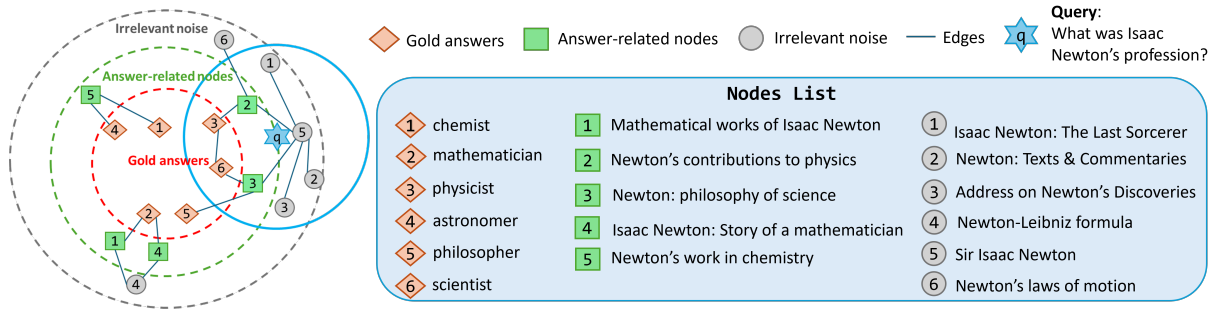 Irrelevant noise
6
1
Answer-related nodes
5
2
4
1
3
q
5
Gold answers
6
3
2
2
5
3
1
4
4
Gold answers
Answer-related nodes
Irrelevant noise
Edges
q
Query:
What was Isaac
Newton's profession?
Nodes List
1 chemist
2 mathematician
3 physicist
4 astronomer
5 philosopher
6 scientist
1 Mathematical works of Isaac Newton
2 Newton's contributions to physics
3 Newton: philosophy of science
4 Isaac Newton: Story of a mathematician
5 Newton's work in chemistry
1 Isaac Newton: The Last Sorcerer
2 Newton: Texts & Commentaries
3 Address on Newton's Discoveries
4 Newton-Leibniz formula
5 Sir Isaac Newton
6 Newton's laws of motion